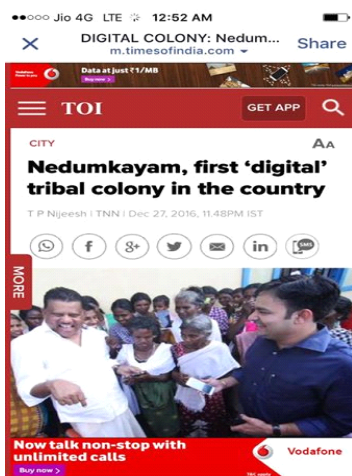 Jio 4G LTE 12:52 AM
DIGITAL COLONY: Nedum...
m.timesofindia.com
Share
Data at just ₹1/MB
Buy now >
TOI
GET APP
CITY
AA
Nedumkayam, first ‘digital’
tribal colony in the country
T P Nijeesh | TNN | Dec 27, 2016, 11.48PM IST
f
g+
in
SMS
MORE
Now talk non-stop with
unlimited calls
Buy now >
Vodafone